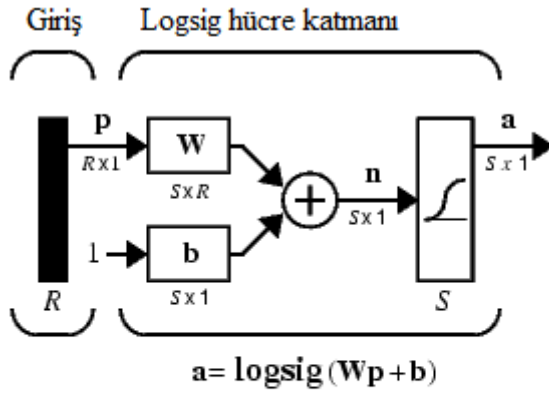 Giriş Logsig hücre katmanı
p W n a
R x 1 S x R S x 1 S x 1
1 b
S x 1
R S
a= logsig (Wp + b)